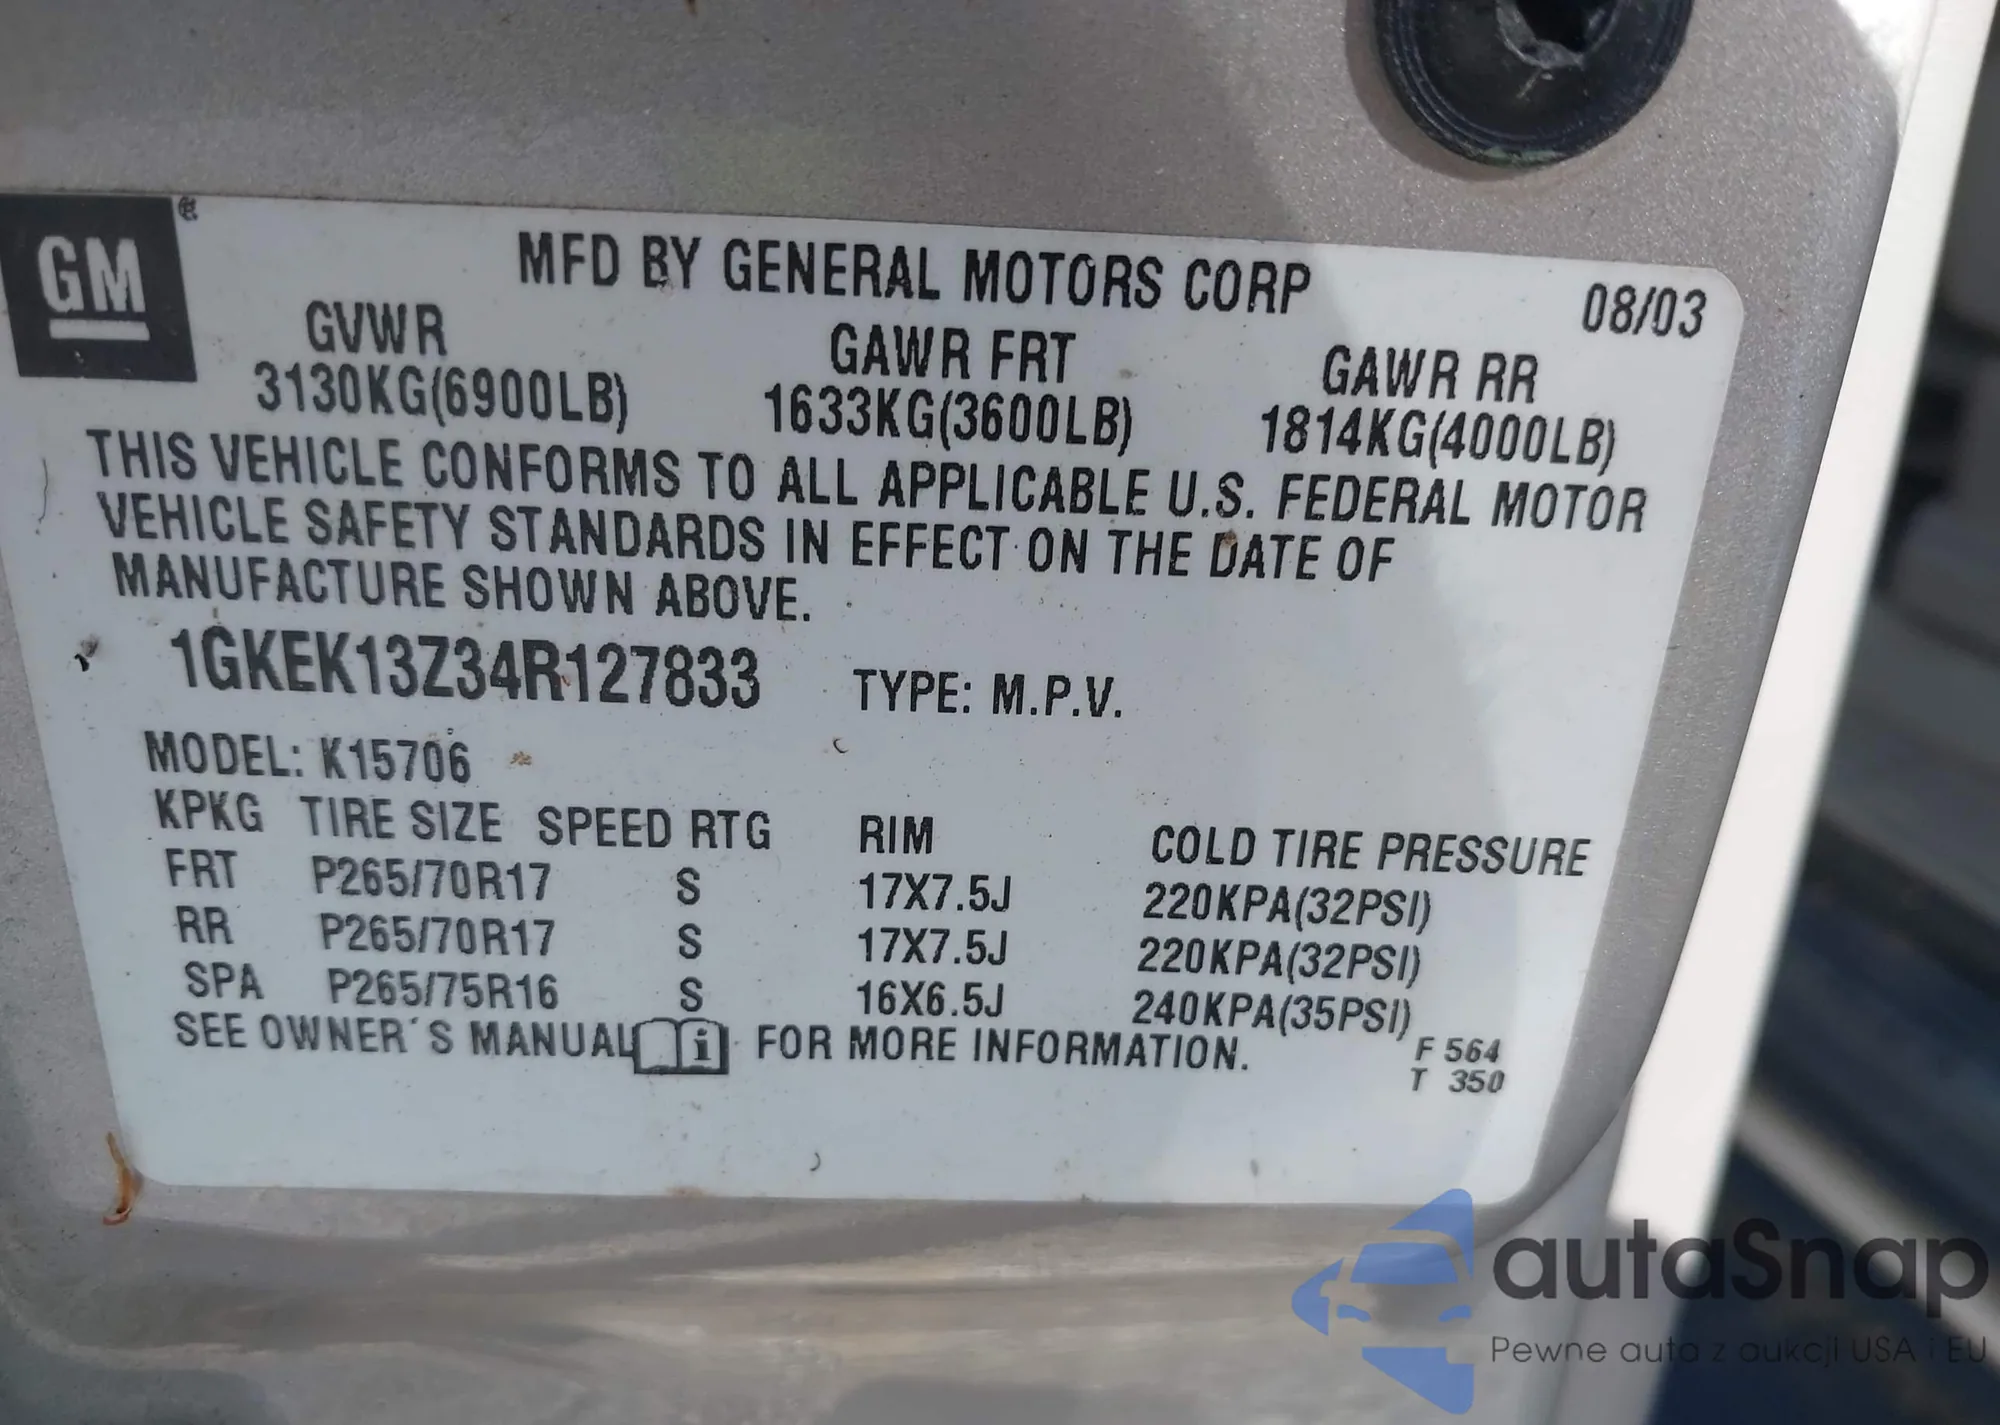 GM
MFD BY GENERAL MOTORS CORP 08/03
GVWR GAWR FRT GAWR RR
3130KG(6900LB) 1633KG(3600LB) 1814KG(4000LB)
THIS VEHICLE CONFORMS TO ALL APPLICABLE U.S. FEDERAL MOTOR
VEHICLE SAFETY STANDARDS IN EFFECT ON THE DATE OF
MANUFACTURE SHOWN ABOVE.
1GKEK13Z34R127833 TYPE: M.P.V.
MODEL: K15706
KPKG TIRE SIZE SPEED RTG RIM COLD TIRE PRESSURE
FRT P265/70R17 S 17X7.5J 220KPA(32PSI)
RR P265/70R17 S 17X7.5J 220KPA(32PSI)
SPA P265/75R16 S 16X6.5J 240KPA(35PSI)
SEE OWNER'S MANUAL i FOR MORE INFORMATION.
F 564
T 350
autaSnap
Pewne auta z aukcji USA i EU